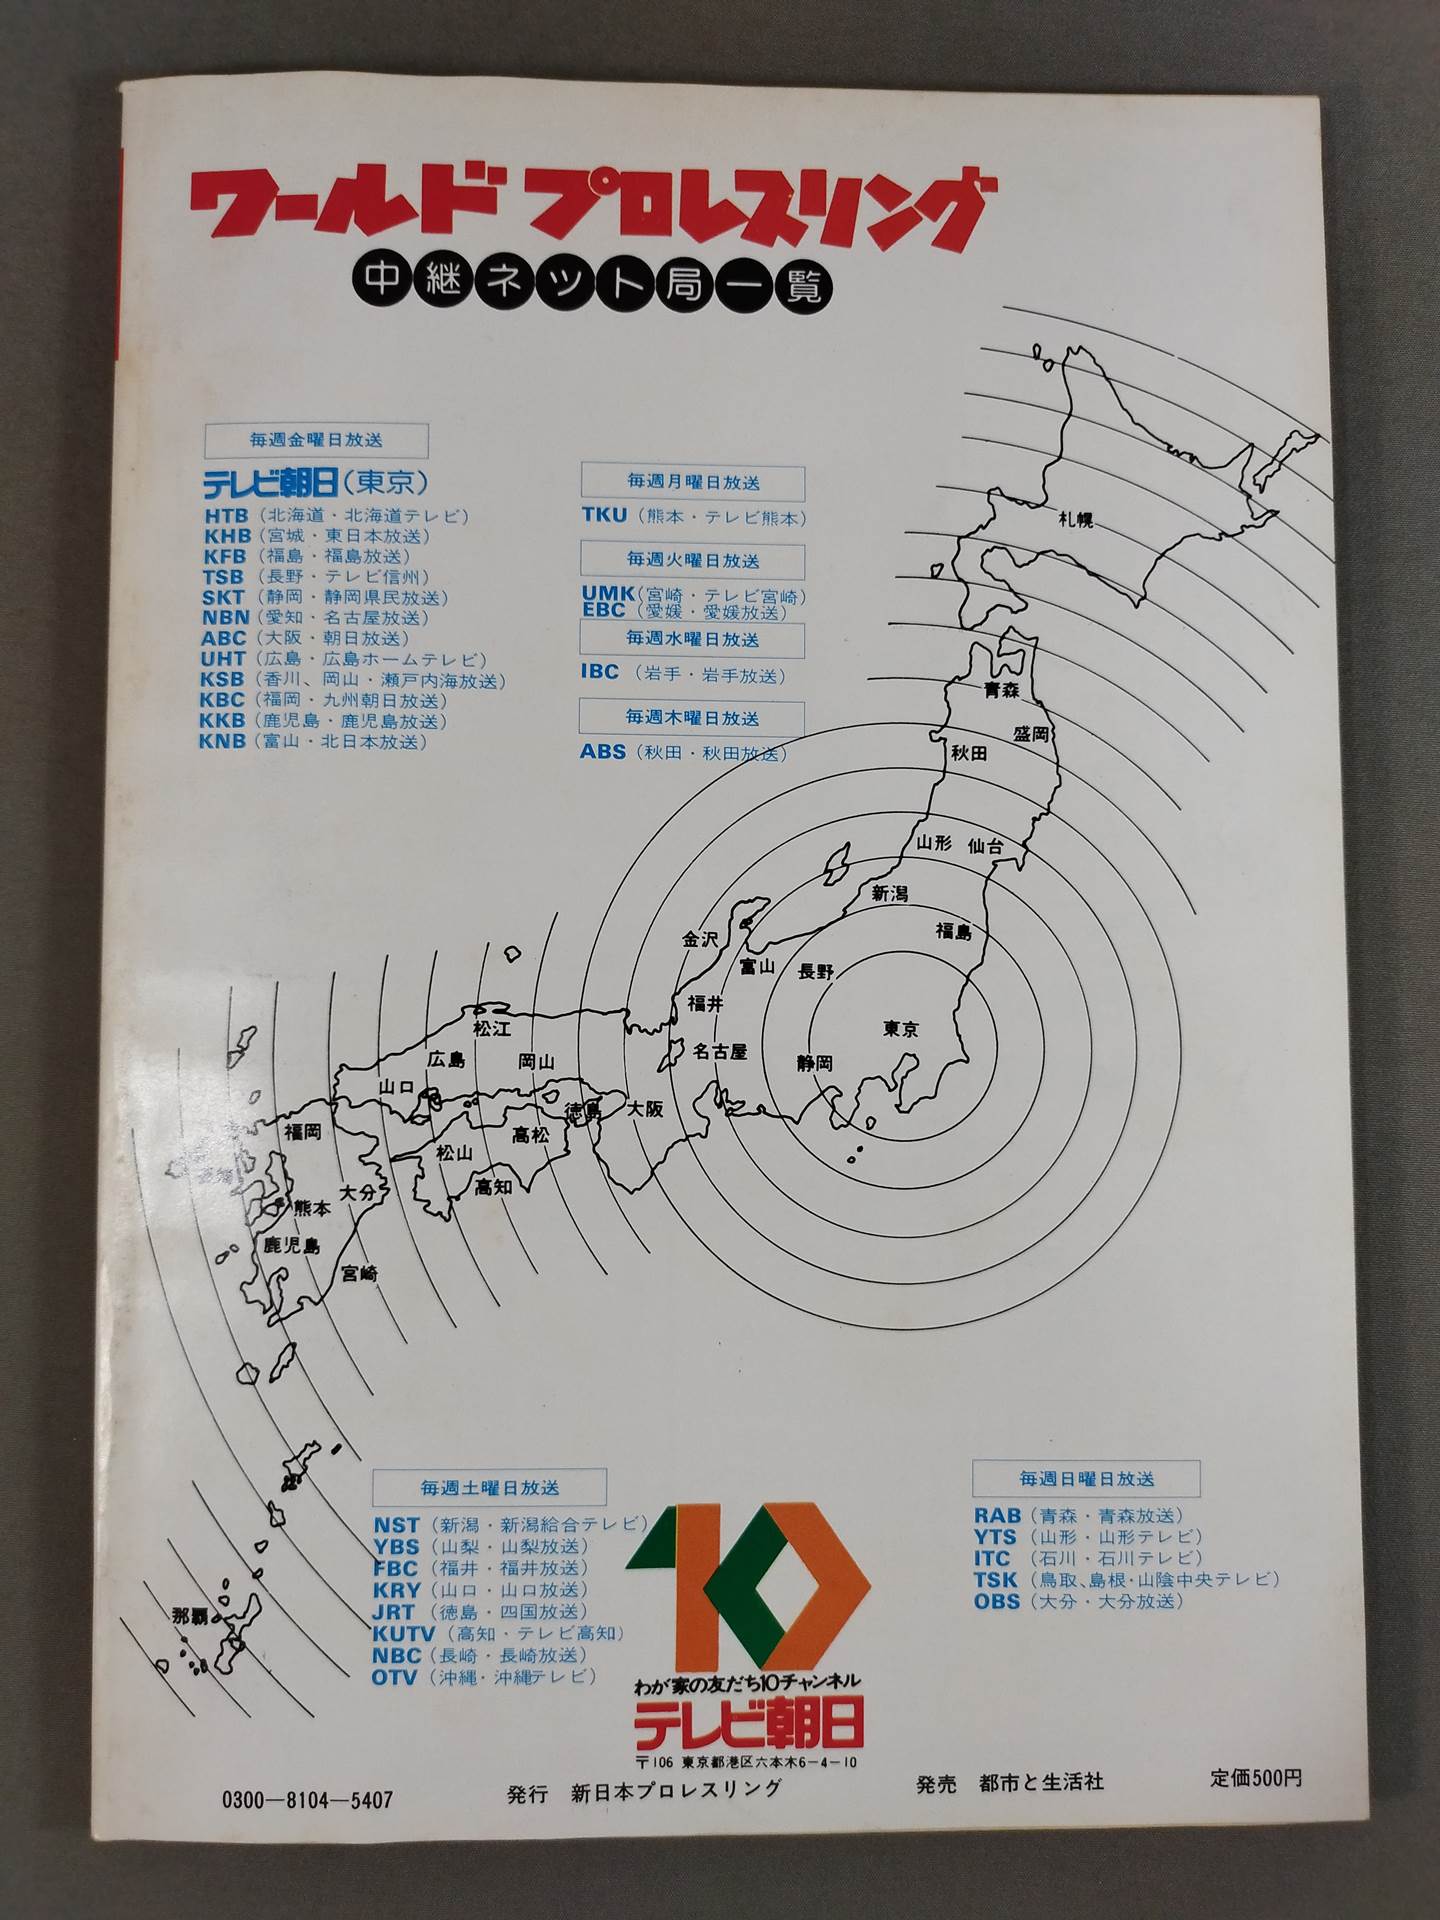 ワールドプロレスリング
中継ネット局一覧
毎週金曜日放送
テレビ朝日(東京)
HTB (北海道・北海道テレビ)
KHB (宮城・東日本放送)
KFB (福島・福島放送)
TSB (長野・テレビ信州)
SKT (静岡・静岡県民放送)
NBN (愛知・名古屋放送)
ABC (大阪・朝日放送)
UHT (広島・広島ホームテレビ)
KSB (香川、岡山・瀬戸内海放送)
KBC (福岡・九州朝日放送)
KKB (鹿児島・鹿児島放送)
KNB (富山・北日本放送)
毎週月曜日放送
TKU (熊本・テレビ熊本)
毎週火曜日放送
UMK (宮崎・テレビ宮崎)
EBC (愛媛・愛媛放送)
毎週水曜日放送
IBC (岩手・岩手放送)
毎週木曜日放送
ABS (秋田・秋田放送)
札幌
青森
盛岡
秋田
山形 仙台
新潟
福島
金沢
富山 長野
福井
東京
名古屋
静岡
松江
広島 岡山
山口
徳島 大阪
福岡
高松
松山
高知
大分
熊本
鹿児島
宮崎
那覇
毎週土曜日放送
NST (新潟・新潟給合テレビ)
YBS (山梨・山梨放送)
FBC (福井・福井放送)
KRY (山口・山口放送)
JRT (徳島・四国放送)
KUTV (高知・テレビ高知)
NBC (長崎・長崎放送)
OTV (沖縄・沖縄テレビ)
10
わが家の友だち10チャンネル
テレビ朝日
〒106 東京都港区六本木6-4-10
毎週日曜日放送
RAB (青森・青森放送)
YTS (山形・山形テレビ)
ITC (石川・石川テレビ)
TSK (鳥取、島根・山陰中央テレビ)
OBS (大分・大分放送)
0300-8104-5407
発行 新日本プロレスリング
発売 都市と生活社
定価500円